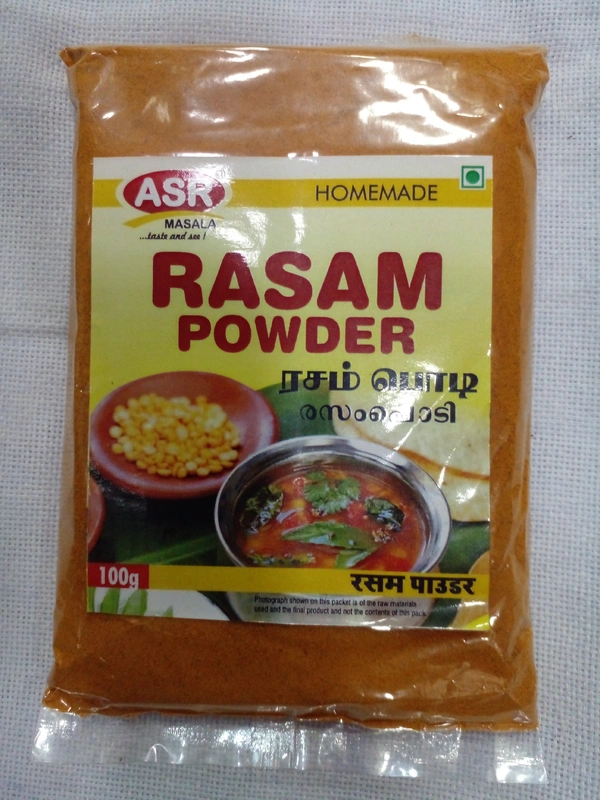 ASR
MASALA
...taste and see!
HOMEMADE
RASAM
POWDER
ரசம் பொடி
രസംപൊടി
100g
रसम पाउडर
Photograph shown on this packet is of the raw materials
used and the final product and not the contents of this pack.